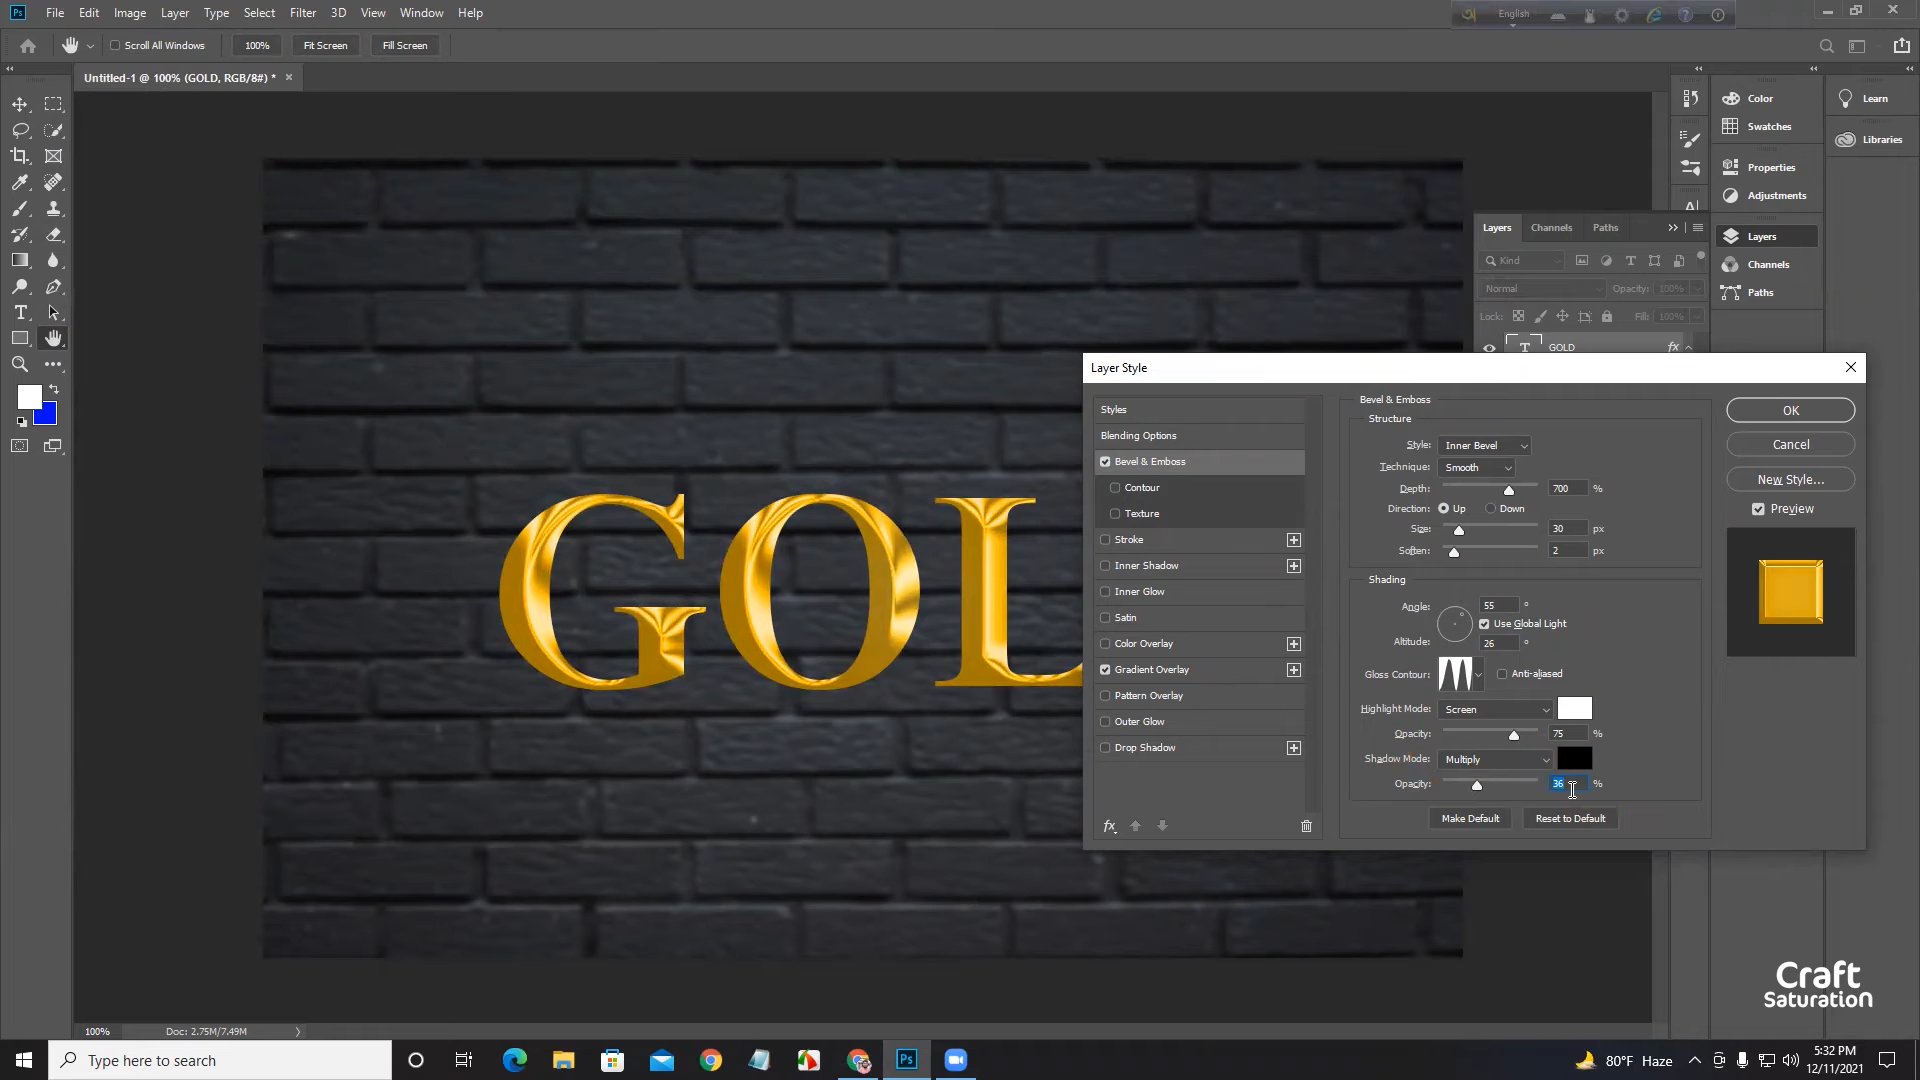 Ps File Edit Image Layer Type Select Filter 3D View Window Help
English
Scroll All Windows 100% Fit Screen Fill Screen
Untitled-1 @ 100% (GOLD, RGB/8#) *
Color
Swatches
Properties
Adjustments
Layers
Channels
Paths
Learn
Libraries
Layers Channels Paths
Kind
Normal Opacity: 100%
Lock: Fill: 100%
T GOLD fx
GOL
Layer Style
Styles
Blending Options
Bevel & Emboss
Contour
Texture
Stroke
Inner Shadow
Inner Glow
Satin
Color Overlay
Gradient Overlay
Pattern Overlay
Outer Glow
Drop Shadow
fx
Bevel & Emboss
Structure
Style: Inner Bevel
Technique: Smooth
Depth: 700 %
Direction: Up Down
Size: 30 px
Soften: 2 px
Shading
Angle: 55 °
Use Global Light
Altitude: 26 °
Gloss Contour: Anti-aliased
Highlight Mode: Screen
Opacity: 75 %
Shadow Mode: Multiply
Opacity: 36 %
Make Default Reset to Default
OK
Cancel
New Style...
Preview
Craft
Saturation
100% Doc: 2.75M/7.49M
Type here to search
Ps
80°F Haze
5:32 PM
12/11/2021